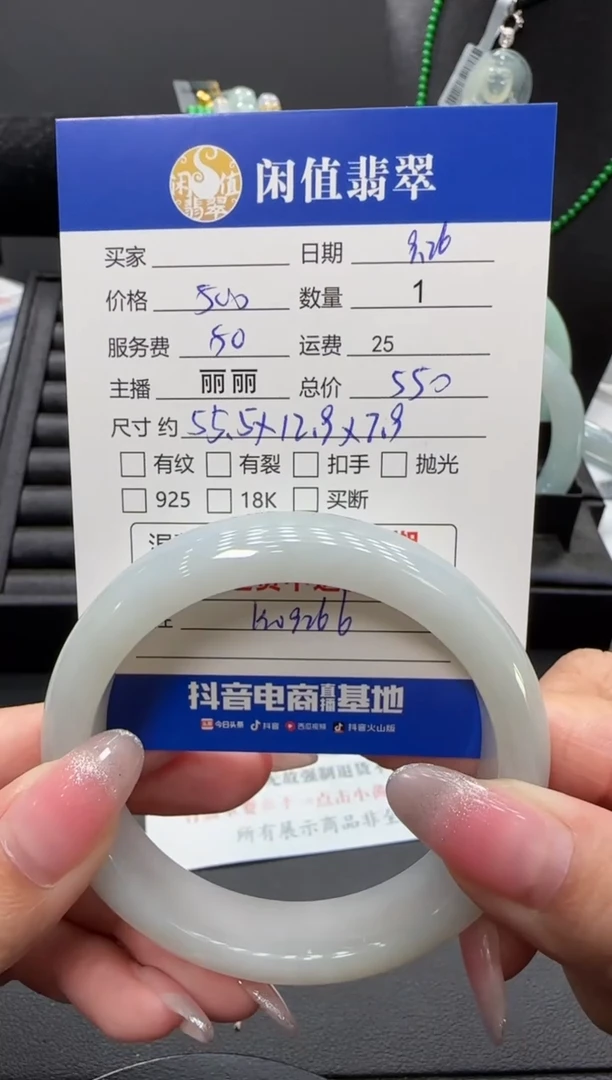 闲值翡翠
闲值翡翠
买家 日期 9.26
价格 500 数量 1
服务费 50 运费 25
主播 丽丽 总价 550
尺寸 约 55.5x12.9x7.9
有纹 有裂 扣手 抛光
925 18K 买断
K09266
抖音电商直播基地
今日头条 抖音 西瓜视频 抖音火山版
所有展示商品非